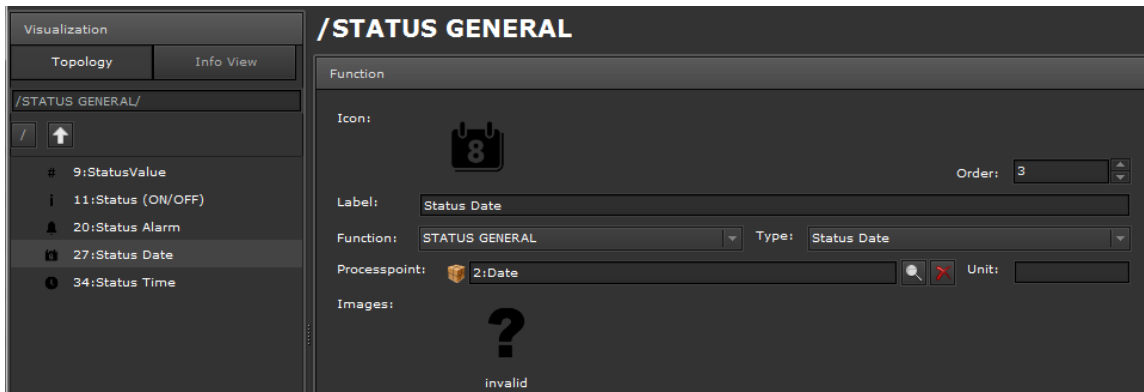 Visualization
Topology
Info View
/STATUS GENERAL/
/
9:StatusValue
11:Status (ON/OFF)
20:Status Alarm
27:Status Date
34:Status Time
/STATUS GENERAL
Function
Icon:
8
Order: 3
Label: Status Date
Function: STATUS GENERAL Type: Status Date
Processpoint: 2:Date Unit:
Images:
?
invalid